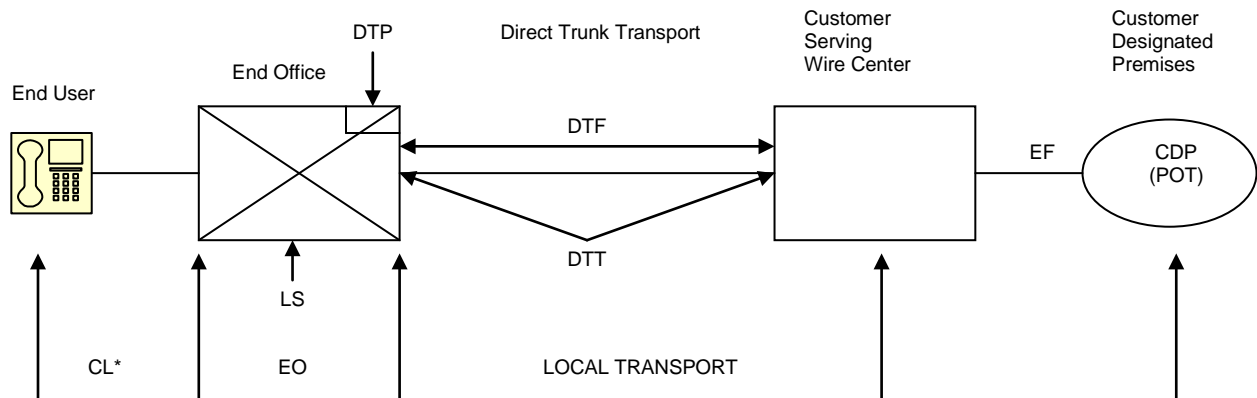 DTP
Direct Trunk Transport
Customer
Serving
Wire Center
Customer
Designated
Premises
End Office
End User
DTF
EF
CDP
(POT)
DTT
LS
CL*
EO
LOCAL TRANSPORT